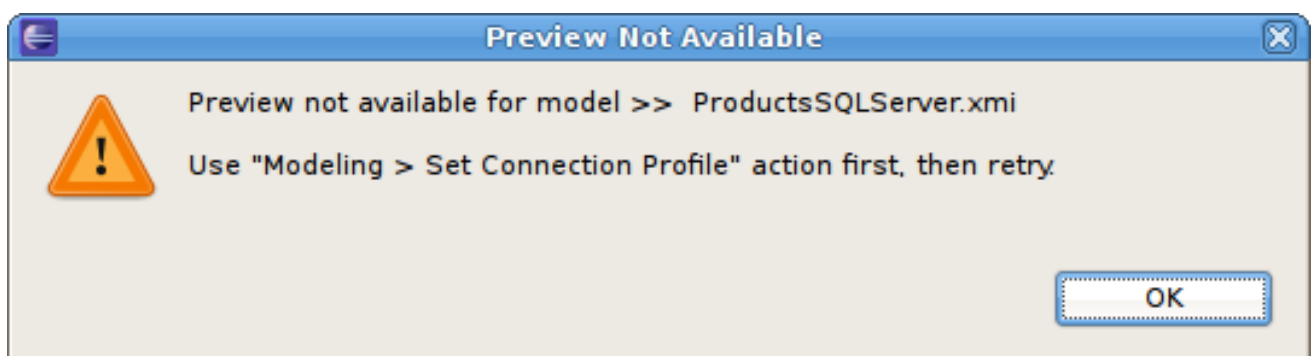 Preview Not Available
Preview not available for model >> ProductsSQLServer.xmi
Use "Modeling > Set Connection Profile" action first, then retry.
OK